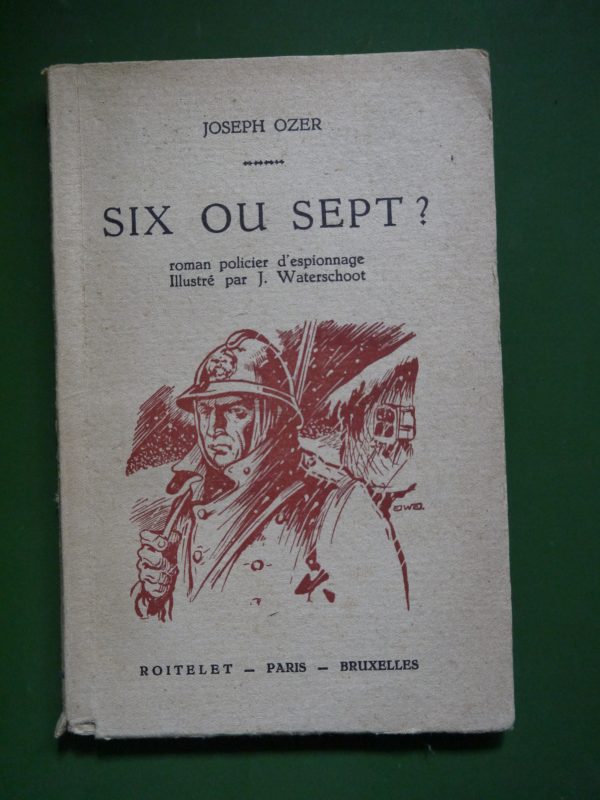 JOSEPH OZER
SIX OU SEPT ?
roman policier d'espionnage
Illustré par J. Waterschoot
ROITELET — PARIS — BRUXELLES